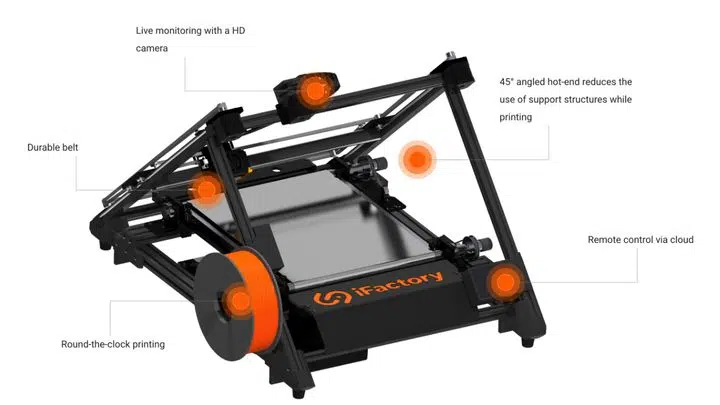 Live monitoring with a HD
camera
45° angled hot-end reduces the
use of support structures while
printing
Durable belt
Remote control via cloud
iFactory
Round-the-clock printing